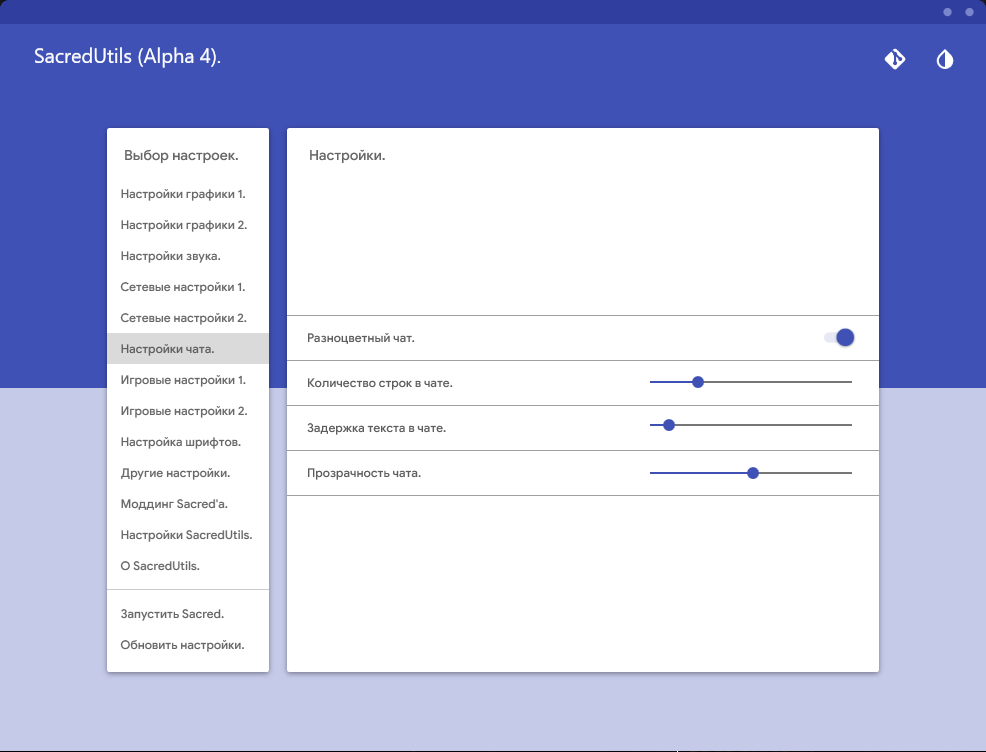 SacredUtils (Alpha 4).
Выбор настроек.
Настройки графики 1.
Настройки графики 2.
Настройки звука.
Сетевые настройки 1.
Сетевые настройки 2.
Настройки чата.
Игровые настройки 1.
Игровые настройки 2.
Настройка шрифтов.
Другие настройки.
Моддинг Sacred'a.
Настройки SacredUtils.
О SacredUtils.
Запустить Sacred.
Обновить настройки.
Настройки.
Разноцветный чат.
Количество строк в чате.
Задержка текста в чате.
Прозрачность чата.